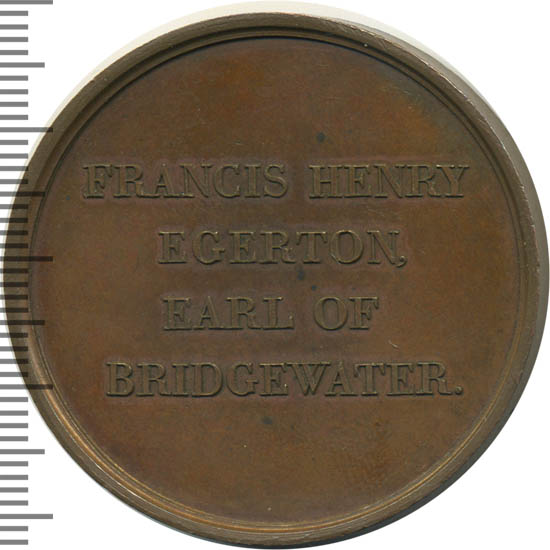 FRANCIS HENRY
EGERTON,
EARL OF
BRIDGEWATER.